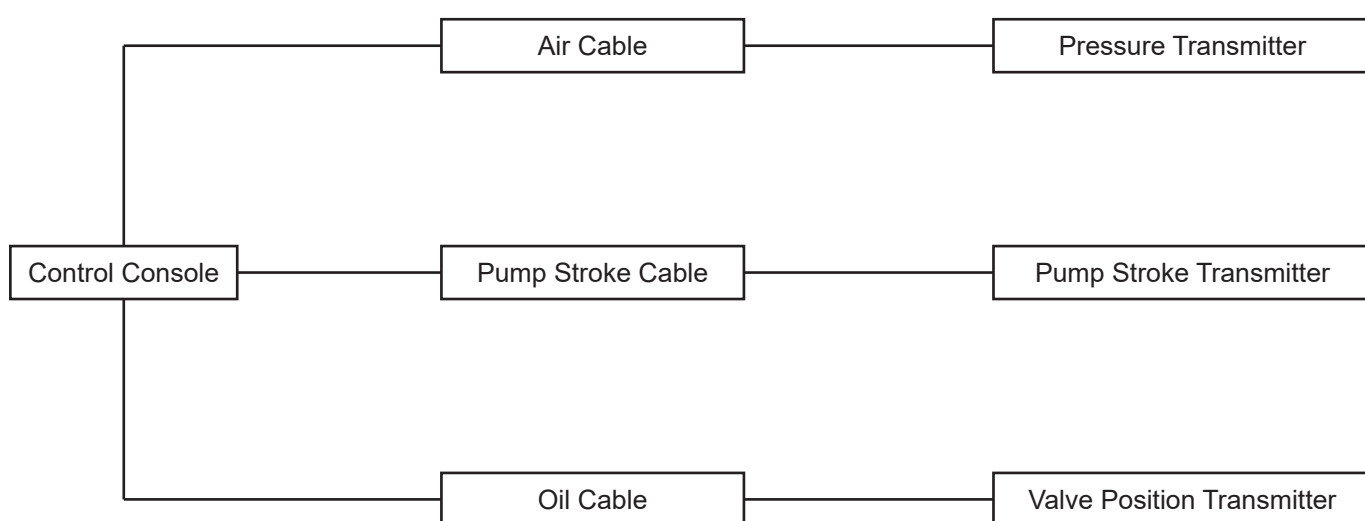 Air Cable
Pressure Transmitter
Control Console
Pump Stroke Cable
Pump Stroke Transmitter
Oil Cable
Valve Position Transmitter